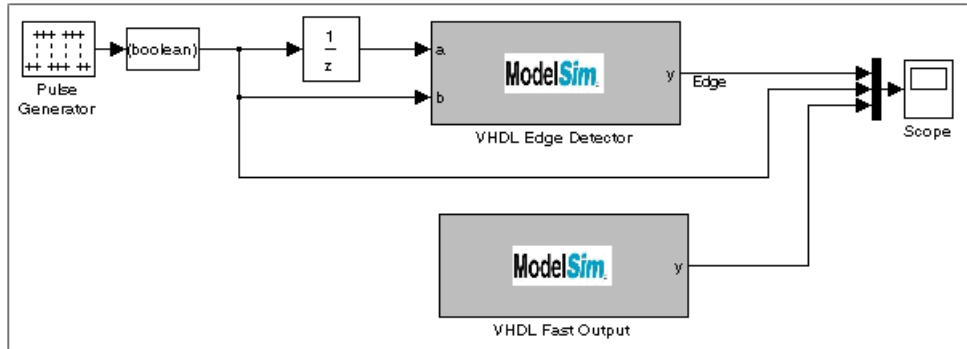 Pulse
Generator
(boolean)
1
z
a
b
ModelSim
y
VHDL Edge Detector
Edge
Scope
ModelSim
y
VHDL Fast Output